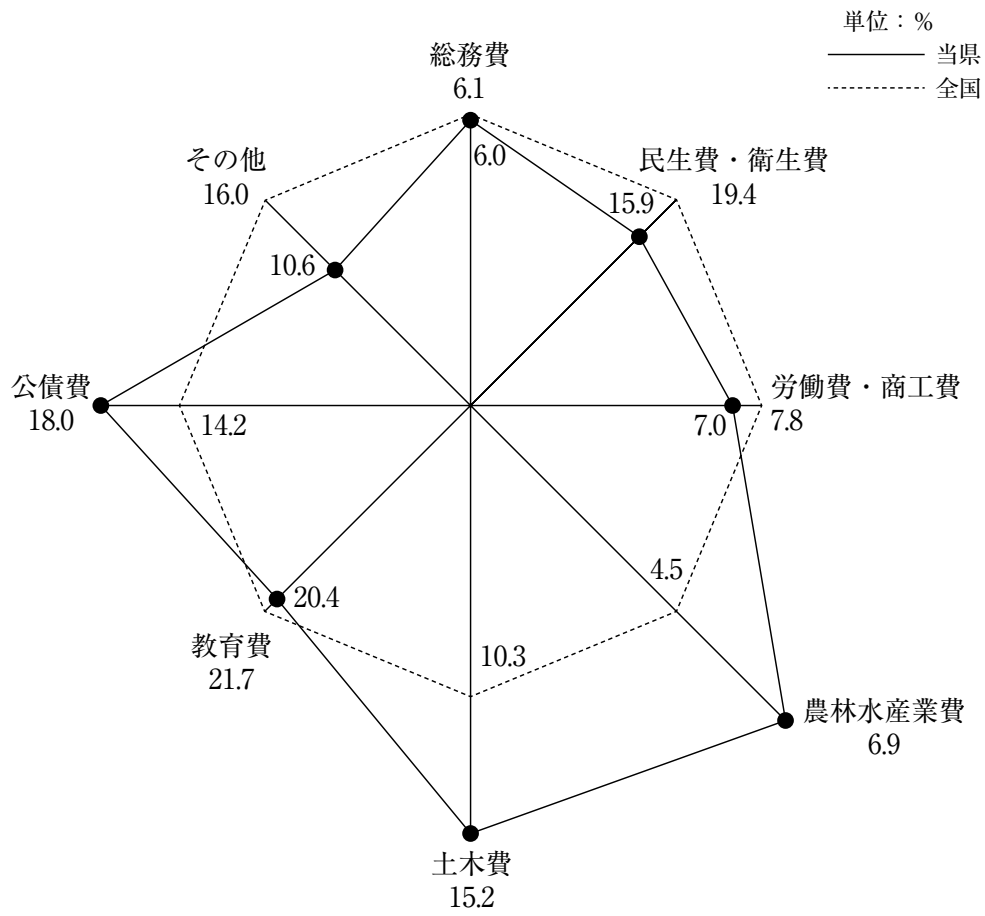 単位：%
当県
全国
総務費
6.1
6.0
民生費・衛生費
19.4
15.9
労働費・商工費
7.8
7.0
4.5
農林水産業費
6.9
10.3
土木費
15.2
20.4
教育費
21.7
公債費
18.0
14.2
その他
16.0
10.6